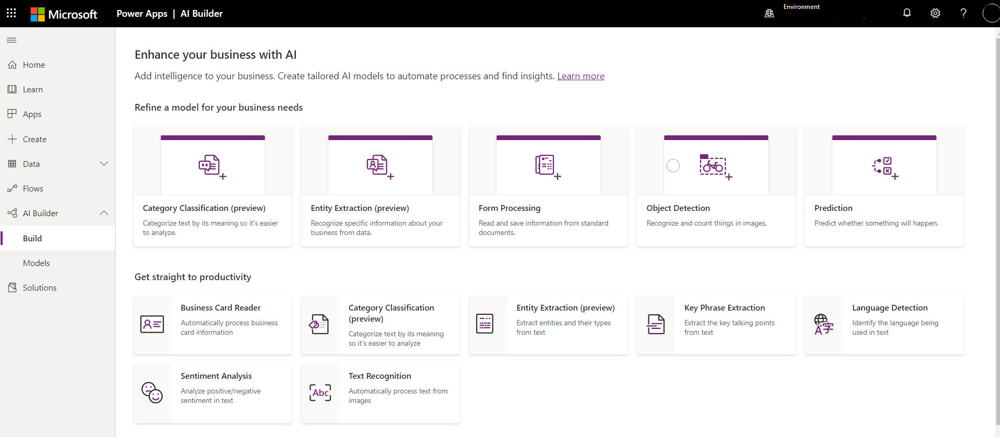 Microsoft
Power Apps | AI Builder
Environment
Home
Learn
Apps
Create
Data
Flows
AI Builder
Build
Models
Solutions
Enhance your business with AI
Add intelligence to your business. Create tailored AI models to automate processes and find insights. Learn more
Refine a model for your business needs
Category Classification (preview)
Categorize text by its meaning so it's easier
to analyze.
Entity Extraction (preview)
Recognize specific information about your
business from data.
Form Processing
Read and save information from standard
documents.
Object Detection
Recognize and count things in images.
Prediction
Predict whether something will happen.
Get straight to productivity
Business Card Reader
Automatically process business
card information
Category Classification
(preview)
Categorize text by its meaning
so it's easier to analyze
Entity Extraction (preview)
Extract entities and their types
from text
Key Phrase Extraction
Extract the key talking points
from text
A字
Language Detection
Identify the language being
used in text
Sentiment Analysis
Analyze positive/negative
sentiment in text
Abc
Text Recognition
Automatically process text from
images